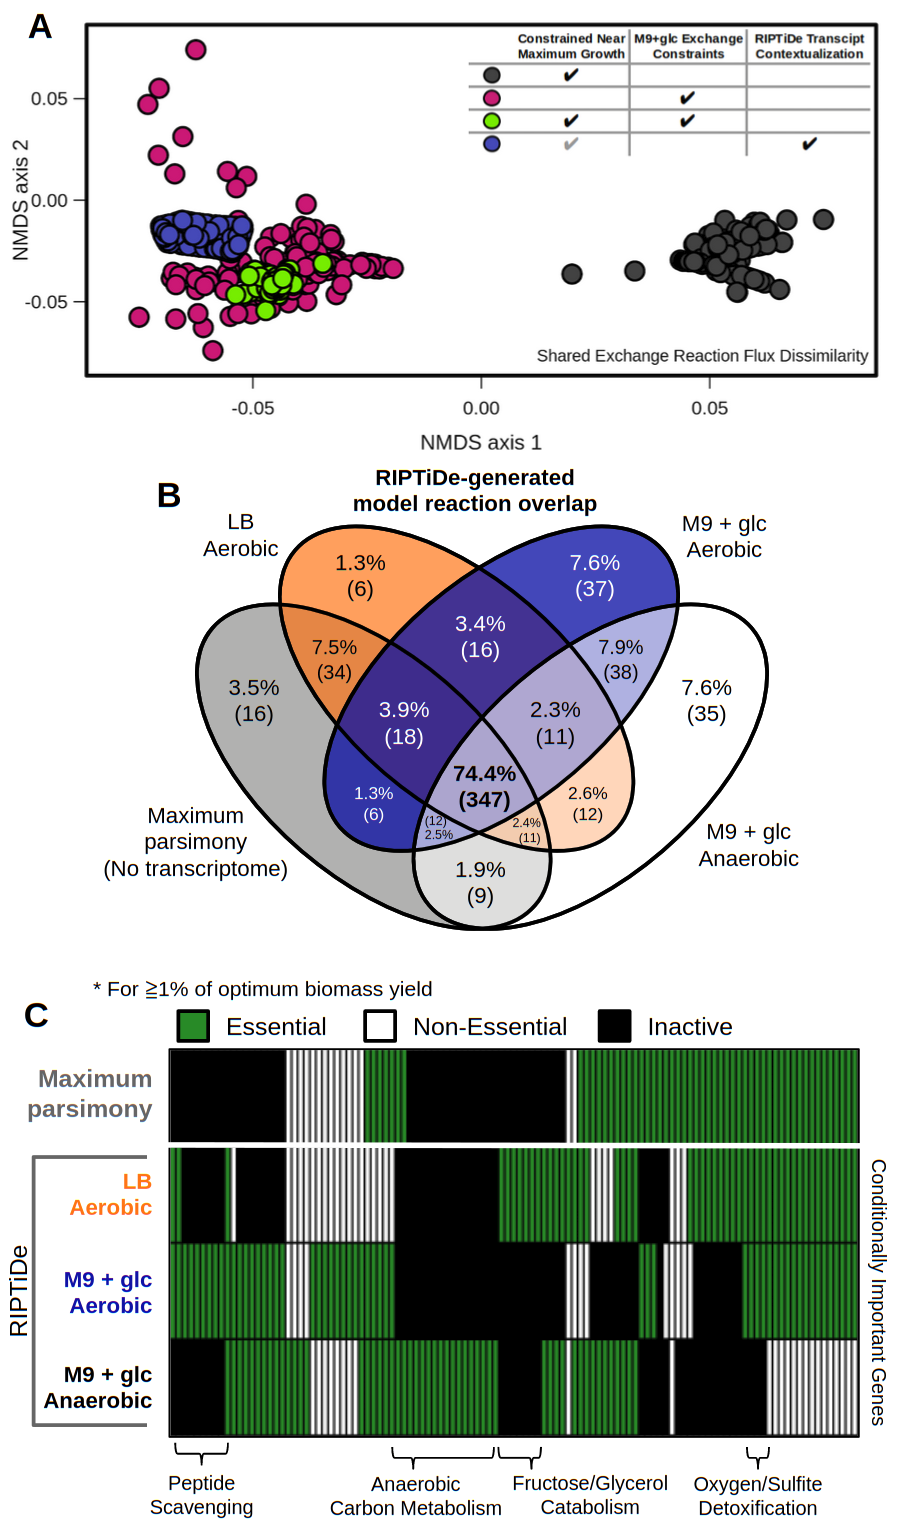 A
Constrained Near
Maximum Growth
M9+glc Exchange
Constraints
RIPTiDe Transcipt
Contextualization
✔
✔
✔ ✔
✔ ✔
0.05
0.00
-0.05
NMDS axis 2
Shared Exchange Reaction Flux Dissimilarity
-0.05 0.00 0.05
NMDS axis 1
B
RIPTiDe-generated
model reaction overlap
LB
Aerobic
M9 + glc
Aerobic
1.3%
(6)
7.6%
(37)
3.4%
(16)
7.5%
(34)
7.9%
(38)
3.5%
(16)
7.6%
(35)
3.9%
(18)
2.3%
(11)
74.4%
(347)
1.3%
(6)
2.6%
(12)
(12)
2.5%
2.4%
(11)
1.9%
(9)
Maximum
parsimony
(No transcriptome)
M9 + glc
Anaerobic
* For ≧1% of optimum biomass yield
C
Essential
Non-Essential
Inactive
Maximum
parsimony
RIPTiDe
LB
Aerobic
M9 + glc
Aerobic
M9 + glc
Anaerobic
Conditionally Important Genes
Peptide
Scavenging
Anaerobic
Carbon Metabolism
Fructose/Glycerol
Catabolism
Oxygen/Sulfite
Detoxification